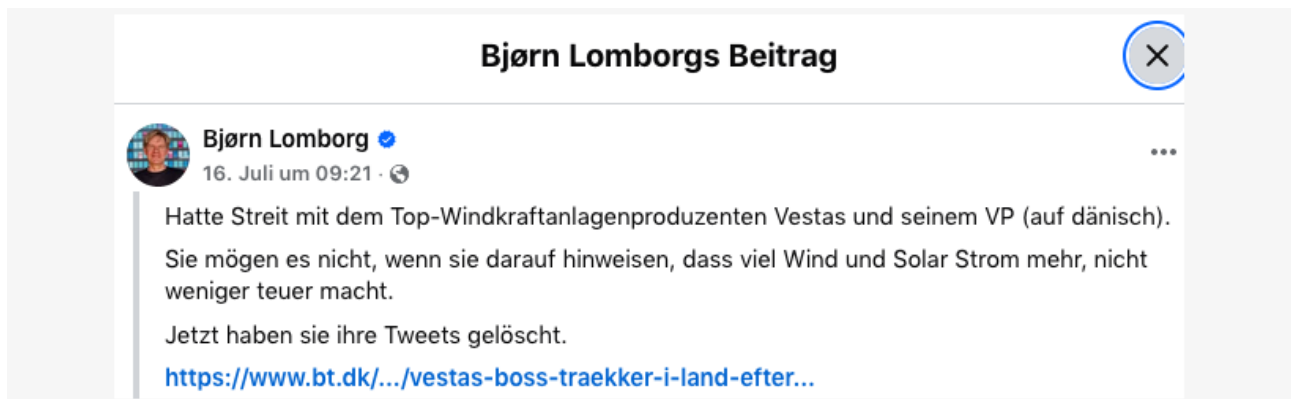 Bjørn Lomborgs Beitrag
Bjørn Lomborg
16. Juli um 09:21 ·
Hatte Streit mit dem Top-Windkraftanlagenproduzenten Vestas und seinem VP (auf dänisch).
Sie mögen es nicht, wenn sie darauf hinweisen, dass viel Wind und Solar Strom mehr, nicht
weniger teuer macht.
Jetzt haben sie ihre Tweets gelöscht.
https://www.bt.dk/.../vestas-boss-traekker-i-land-efter...